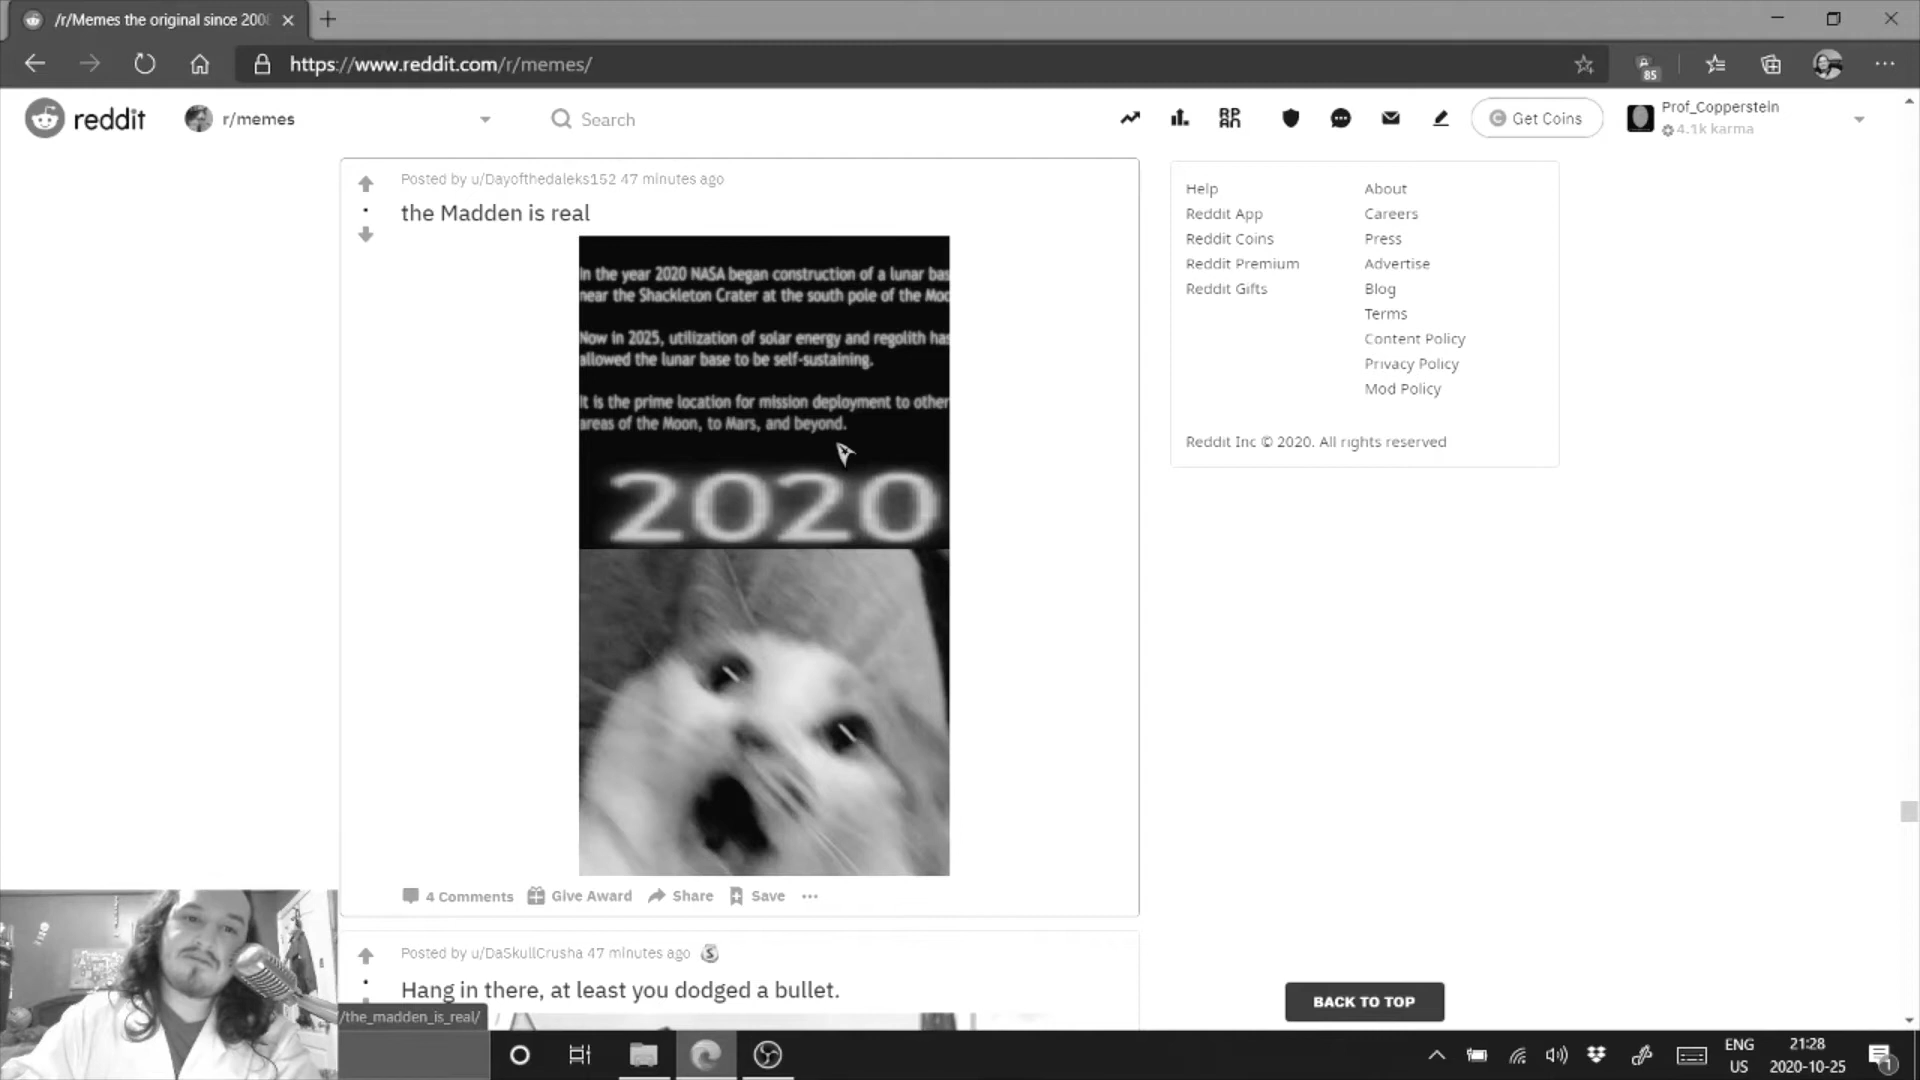 /r/Memes the original since 2008
https://www.reddit.com/r/memes/
85
reddit
r/memes
Search
Get Coins
Prof_Copperstein
4.1k karma
Posted by u/Dayofthedaleks152 47 minutes ago
the Madden is real
In the year 2020 NASA began construction of a lunar bas
near the Shackleton Crater at the south pole of the Moo
Now in 2025, utilization of solar energy and regolith has
allowed the lunar base to be self-sustaining.
It is the prime location for mission deployment to other
areas of the Moon, to Mars, and beyond.
2020
4 Comments
Give Award
Share
Save
Posted by u/DaSkullCrusha 47 minutes ago
Hang in there, at least you dodged a bullet.
/the_madden_is_real/
Help
Reddit App
Reddit Coins
Reddit Premium
Reddit Gifts
About
Careers
Press
Advertise
Blog
Terms
Content Policy
Privacy Policy
Mod Policy
Reddit Inc © 2020. All rights reserved
BACK TO TOP
ENG
US
21:28
2020-10-25
1